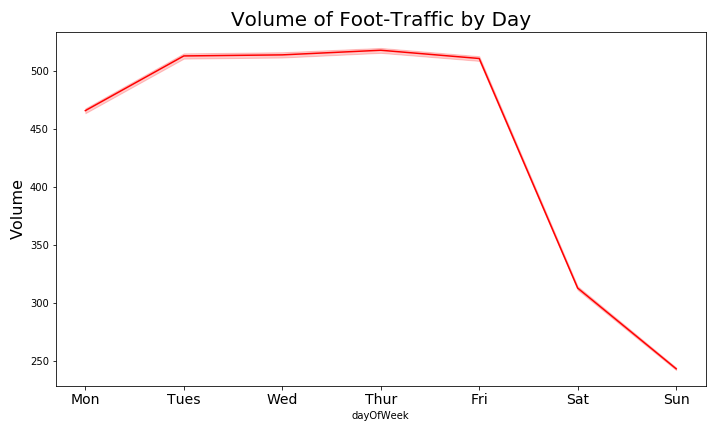 Volume of Foot-Traffic by Day
Volume
500
450
400
350
300
250
Mon Tues Wed Thur Fri Sat Sun
dayOfWeek